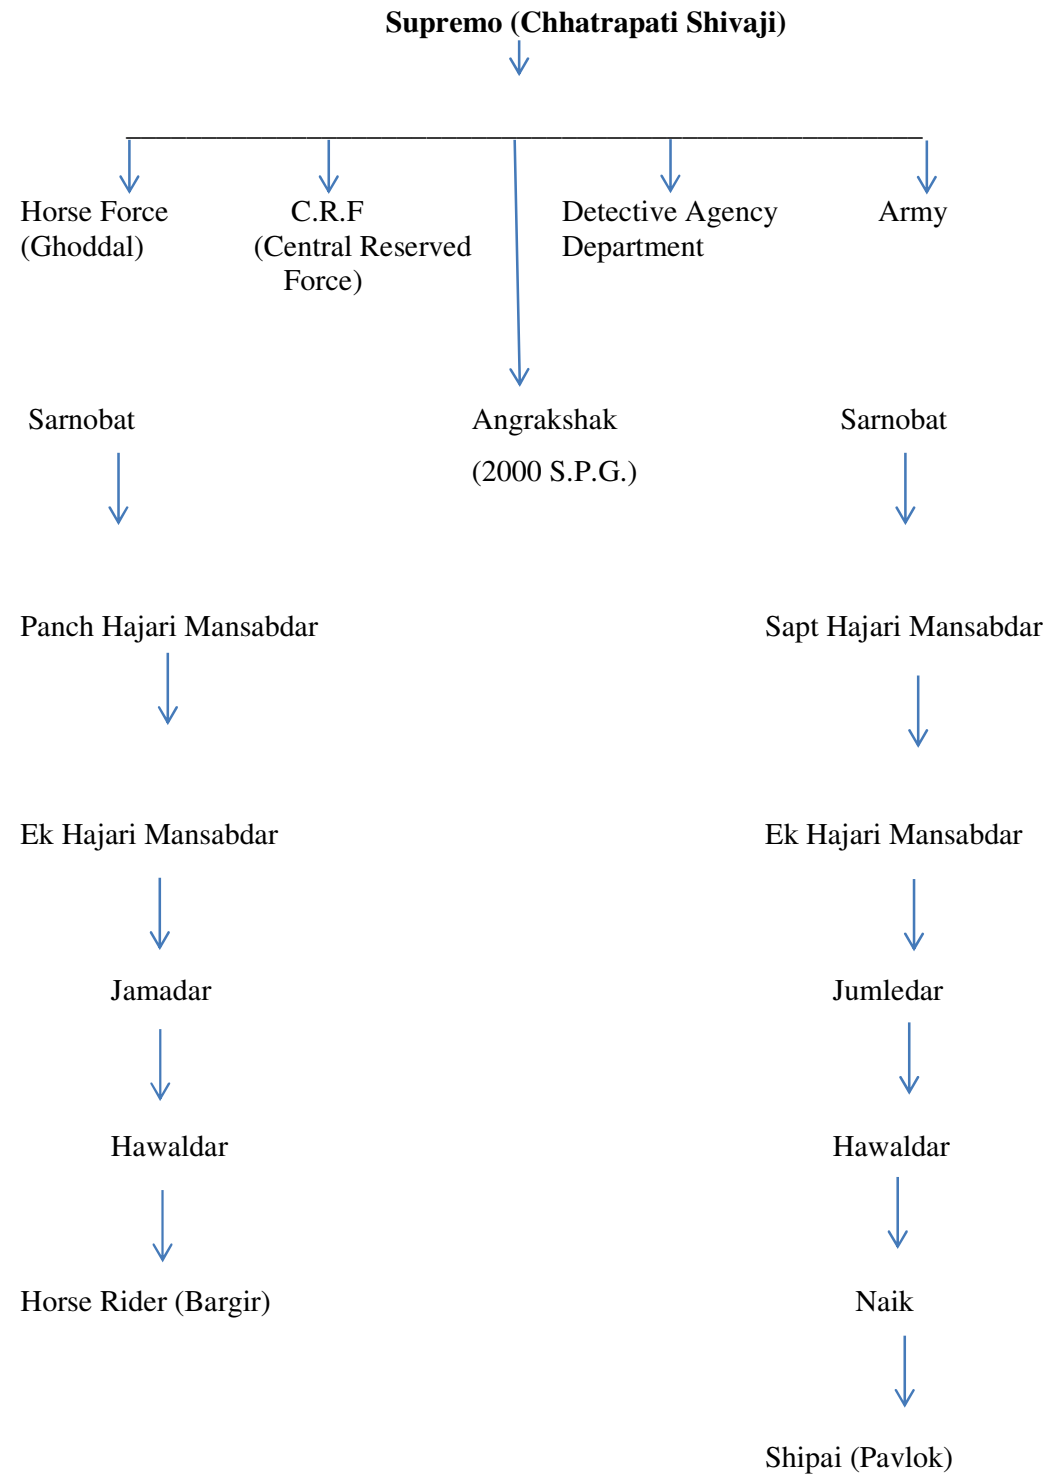 Supremo (Chhatrapati Shivaji)
Horse Force
(Ghoddal)
C.R.F
(Central Reserved
Force)
Detective Agency
Department
Army
Sarnobat
Angrakshak
(2000 S.P.G.)
Sarnobat
Panch Hajari Mansabdar
Sapt Hajari Mansabdar
Ek Hajari Mansabdar
Ek Hajari Mansabdar
Jamadar
Jumledar
Hawaldar
Hawaldar
Horse Rider (Bargir)
Naik
Shipai (Pavlok)